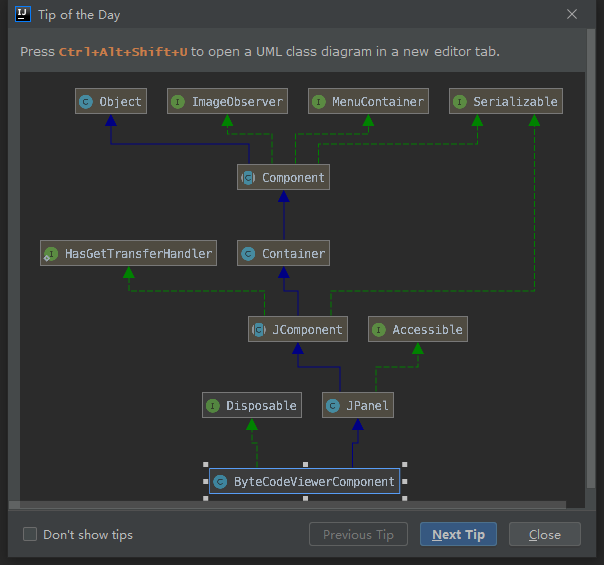 IJ
Tip of the Day
Press Ctrl+Alt+Shift+U to open a UML class diagram in a new editor tab.
C Object I ImageObserver I MenuContainer I Serializable
C Component
I HasGetTransferHandler C Container
C JComponent I Accessible
I Disposable C JPanel
C ByteCodeViewerComponent
Don't show tips Previous Tip Next Tip Close